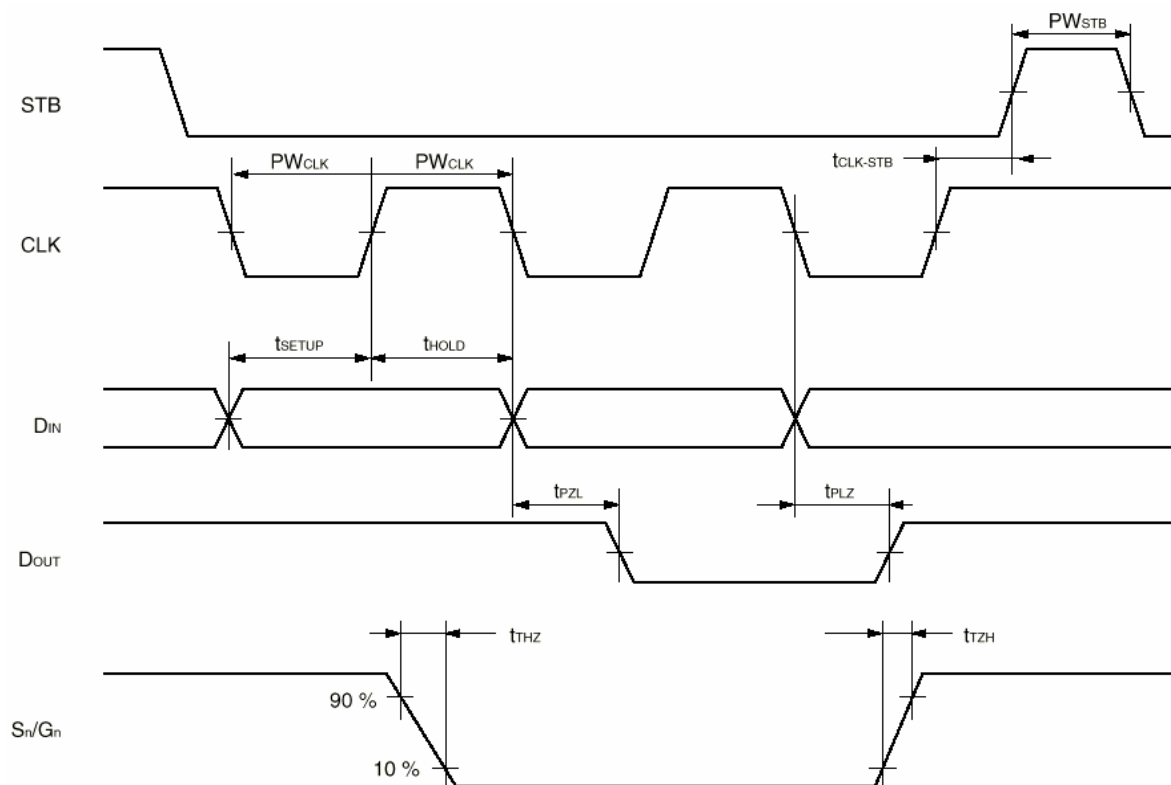 PWSTB
STB
tCLK-STB
PWCLK PWCLK
CLK
tSETUP tHOLD
DIN
tPZL tPLZ
DOUT
tTHZ tTZH
90 %
Sn/Gn
10 %